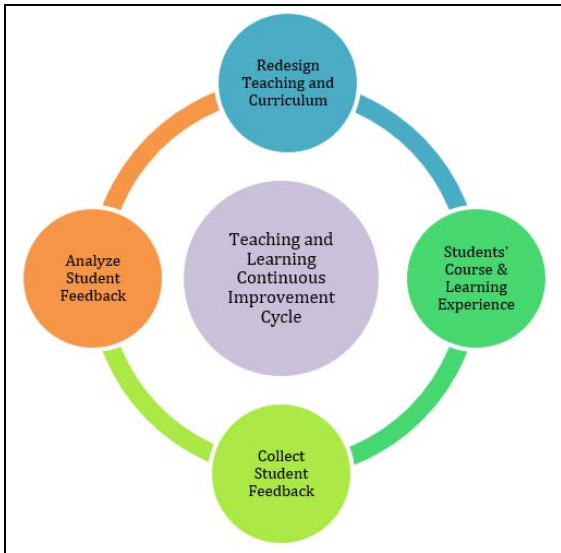 Redesign
Teaching and
Curriculum
Teaching and
Learning
Continuous
Improvement
Cycle
Students'
Course &
Learning
Experience
Collect
Student
Feedback
Analyze
Student
Feedback